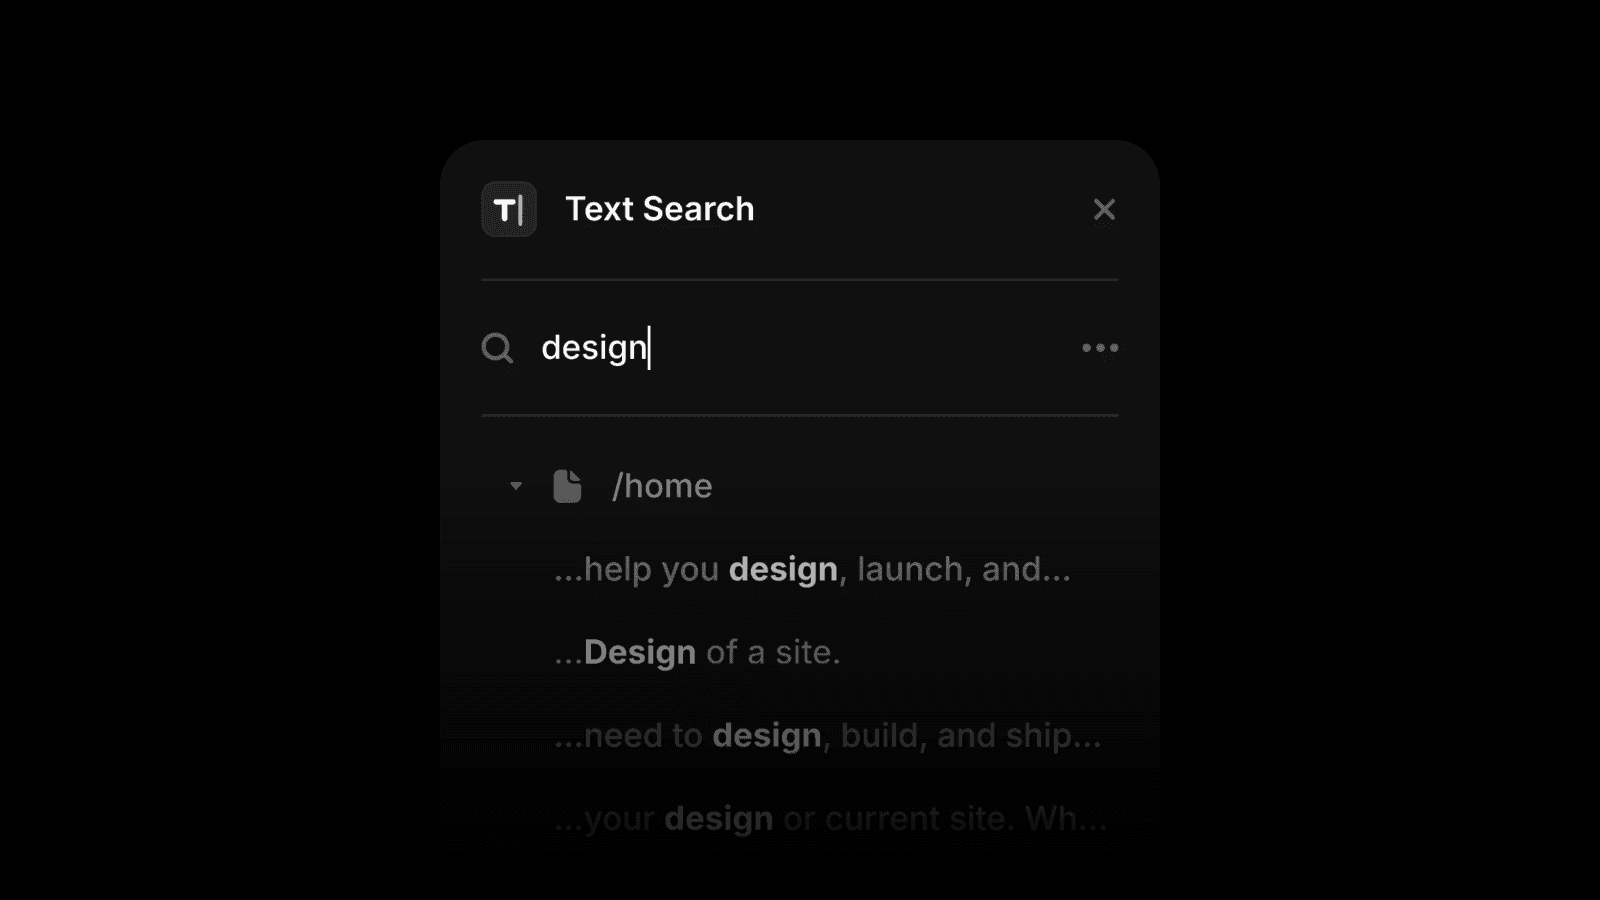 T|
Text Search
design
/home
...help you design, launch, and...
...Design of a site.
...need to design, build, and ship...
...your design or current site. Wh...